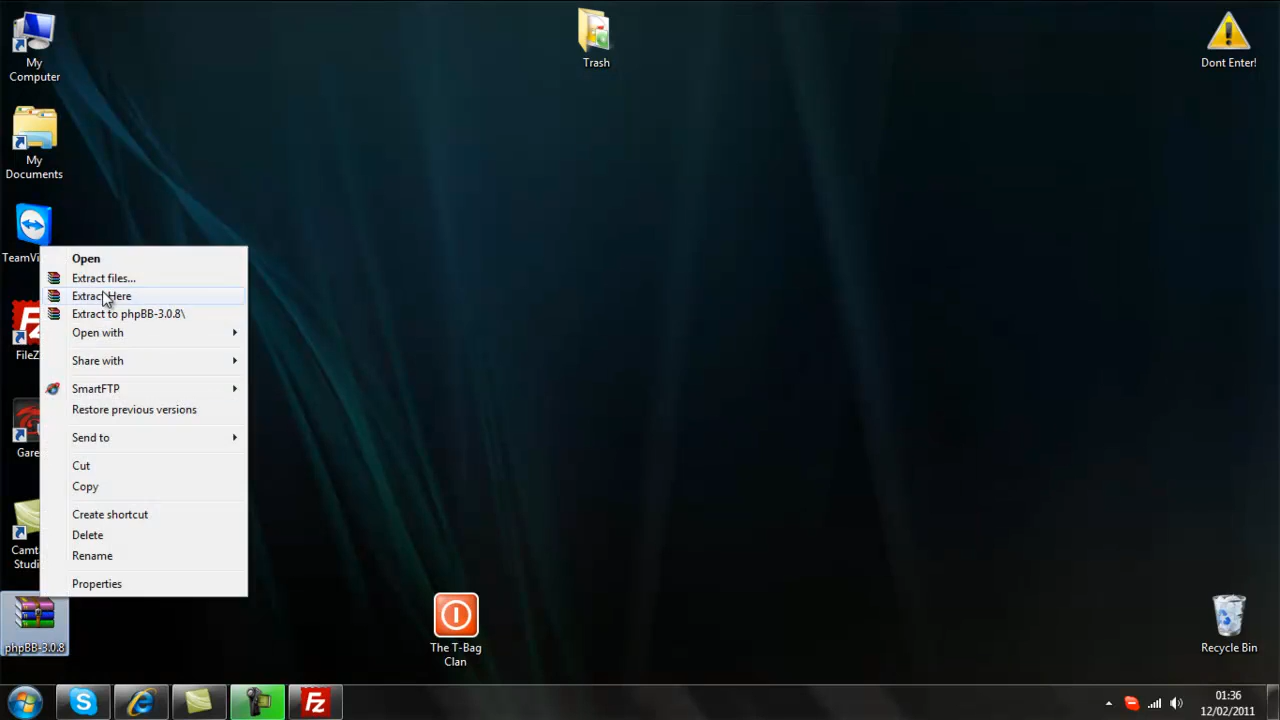 My
Computer
My
Documents
TeamVi
FileZ
Gare
Camt
Studi
phpBB-3.0.8
Open
Extract files...
Extract Here
Extract to phpBB-3.0.8\
Open with
Share with
SmartFTP
Restore previous versions
Send to
Cut
Copy
Create shortcut
Delete
Rename
Properties
Trash
Dont Enter!
The T-Bag
Clan
Recycle Bin
01:36
12/02/2011